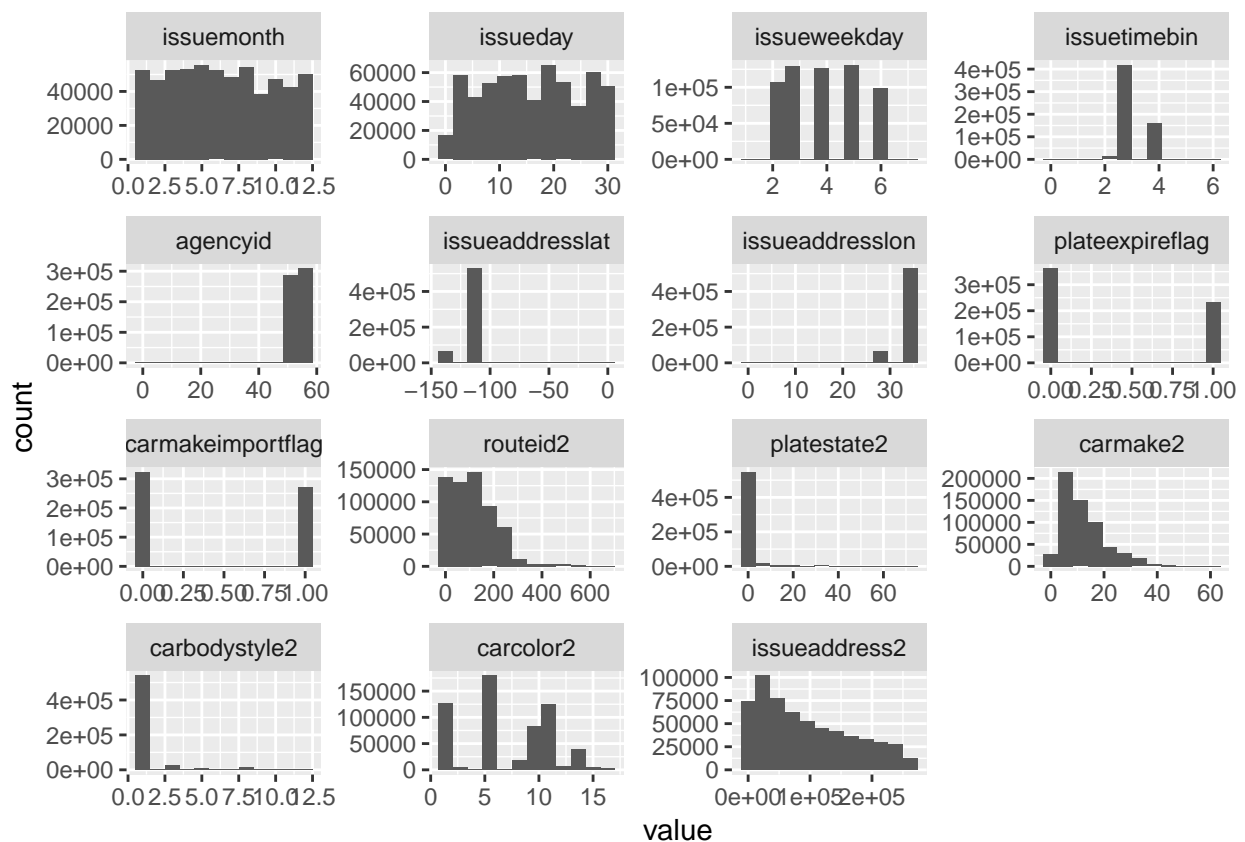 issuemonth issueday issueweekday issuetimebin
40000 60000 1e+05 4e+05
20000 40000 5e+04 3e+05
0 20000 0e+00 2e+05
0 1e+05
0e+00
0.0 2.5 5.0 7.5 10.0 12.5 0 10 20 30 2 4 6 0 2 4 6
agencyid issueaddresslat issueaddresslon plateexpireflag
3e+05 4e+05 4e+05 3e+05
2e+05 2e+05 2e+05 2e+05
1e+05 0e+00 0e+00 1e+05
0e+00 0e+00
0 20 40 60 −150 −100 −50 0 0 10 20 30 0.00 0.25 0.50 0.75 1.00
count
carmakeimportflag routeid2 platestate2 carmake2
3e+05 150000 4e+05 200000
2e+05 100000 2e+05 150000
1e+05 50000 0e+00 100000
0e+00 0 50000
0
0.00 0.25 0.50 0.75 1.00 0 200 400 600 0 20 40 60 0 20 40 60
carbodystyle2 carcolor2 issueaddress2
4e+05 150000 100000
2e+05 100000 75000
0e+00 50000 50000
0 25000
0
0.0 2.5 5.0 7.5 10.0 12.5 0 5 10 15 0e+00 1e+05 2e+05
value